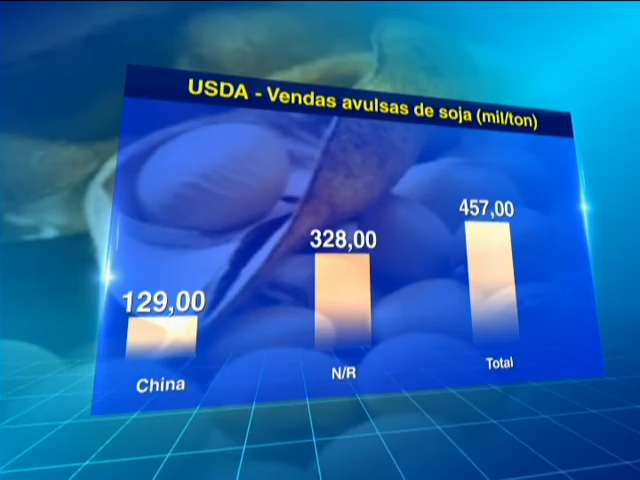 USDA - Vendas avulsas de soja (mil/ton)
129,00
328,00
457,00
China
N/R
Total